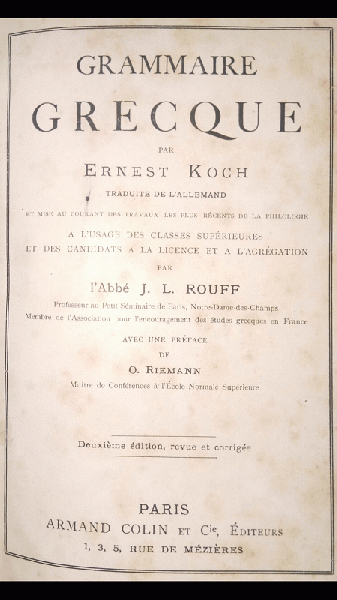 GRAMMAIRE
GRECQUE
PAR
ERNEST KOCH
TRADUITE DE L'ALLEMAND
ET MISE AU COURANT DES TRAVAUX LES PLUS RÉCENTS DE LA PHILOLOGIE
A L'USAGE DES CLASSES SUPÉRIEURES
ET DES CANDIDATS A LA LICENCE ET A L'AGRÉGATION
PAR
l'Abbé J. L. ROUFF
Professeur au Petit Séminaire de Paris, Notre-Dame-des-Champs
Membre de l'Association pour l'encouragement des études grecques en France
AVEC UNE PRÉFACE
DE
O. RIEMANN
Maître de Conférences à l'École Normale Supérieure
Deuxième édition, revue et corrigée
PARIS
ARMAND COLIN ET Cie, ÉDITEURS
1, 3, 5, RUE DE MÉZIÈRES